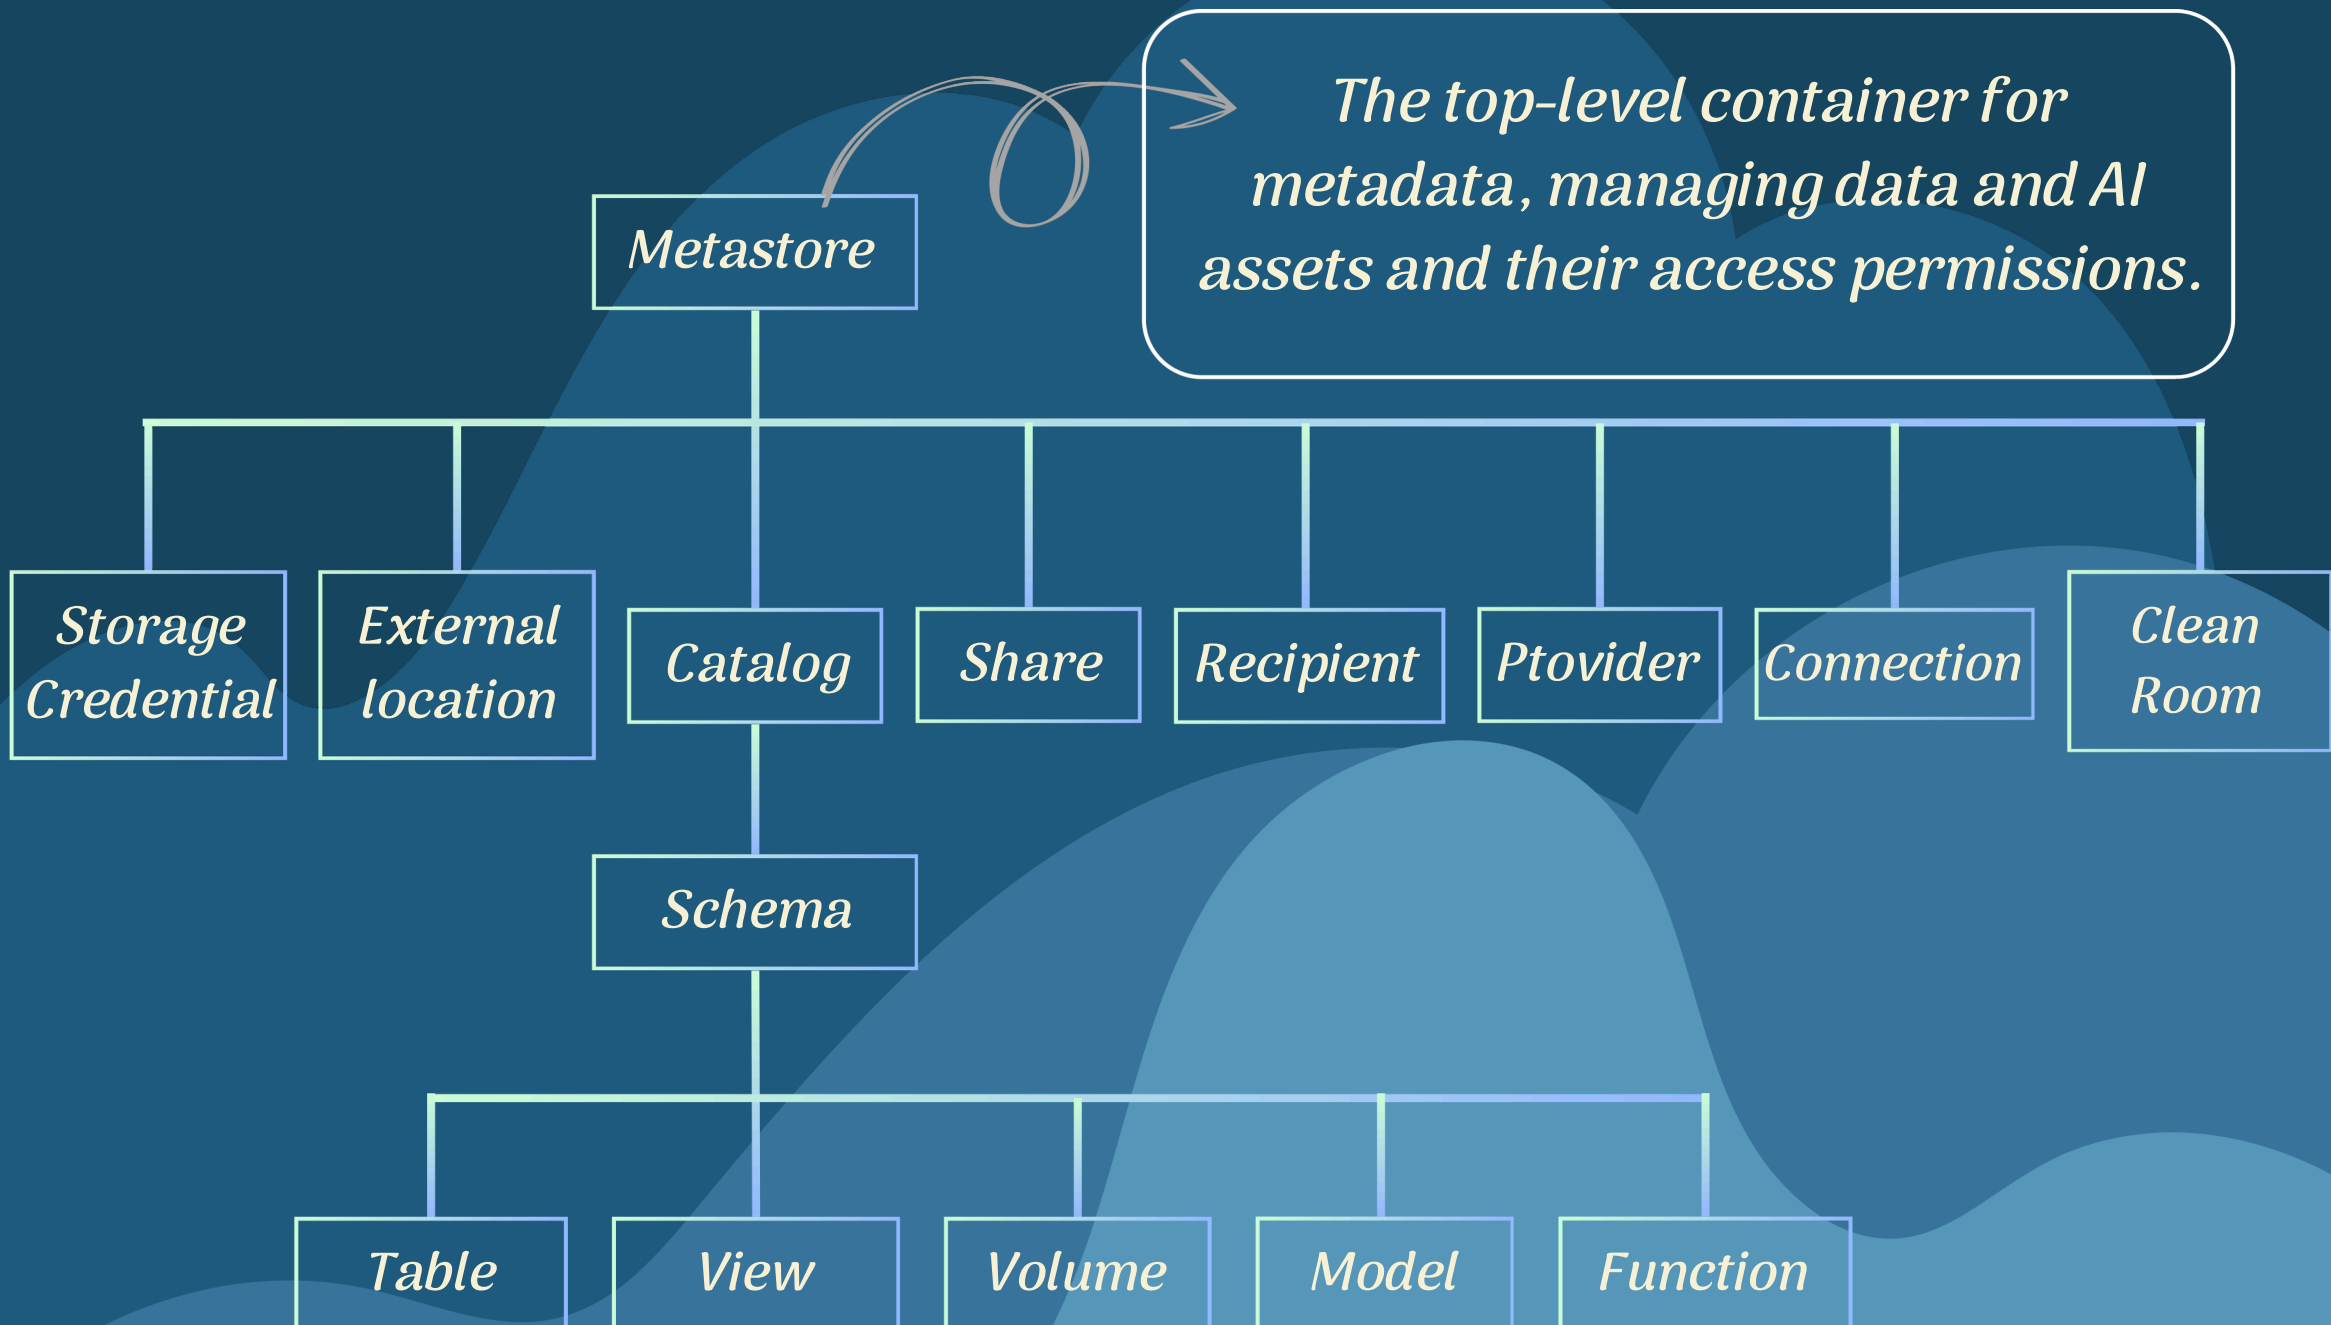 The top-level container for
metadata, managing data and AI
assets and their access permissions.
Metastore
Storage
Credential
External
location
Catalog
Share
Recipient
Ptovider
Connection
Clean
Room
Schema
Table
View
Volume
Model
Function